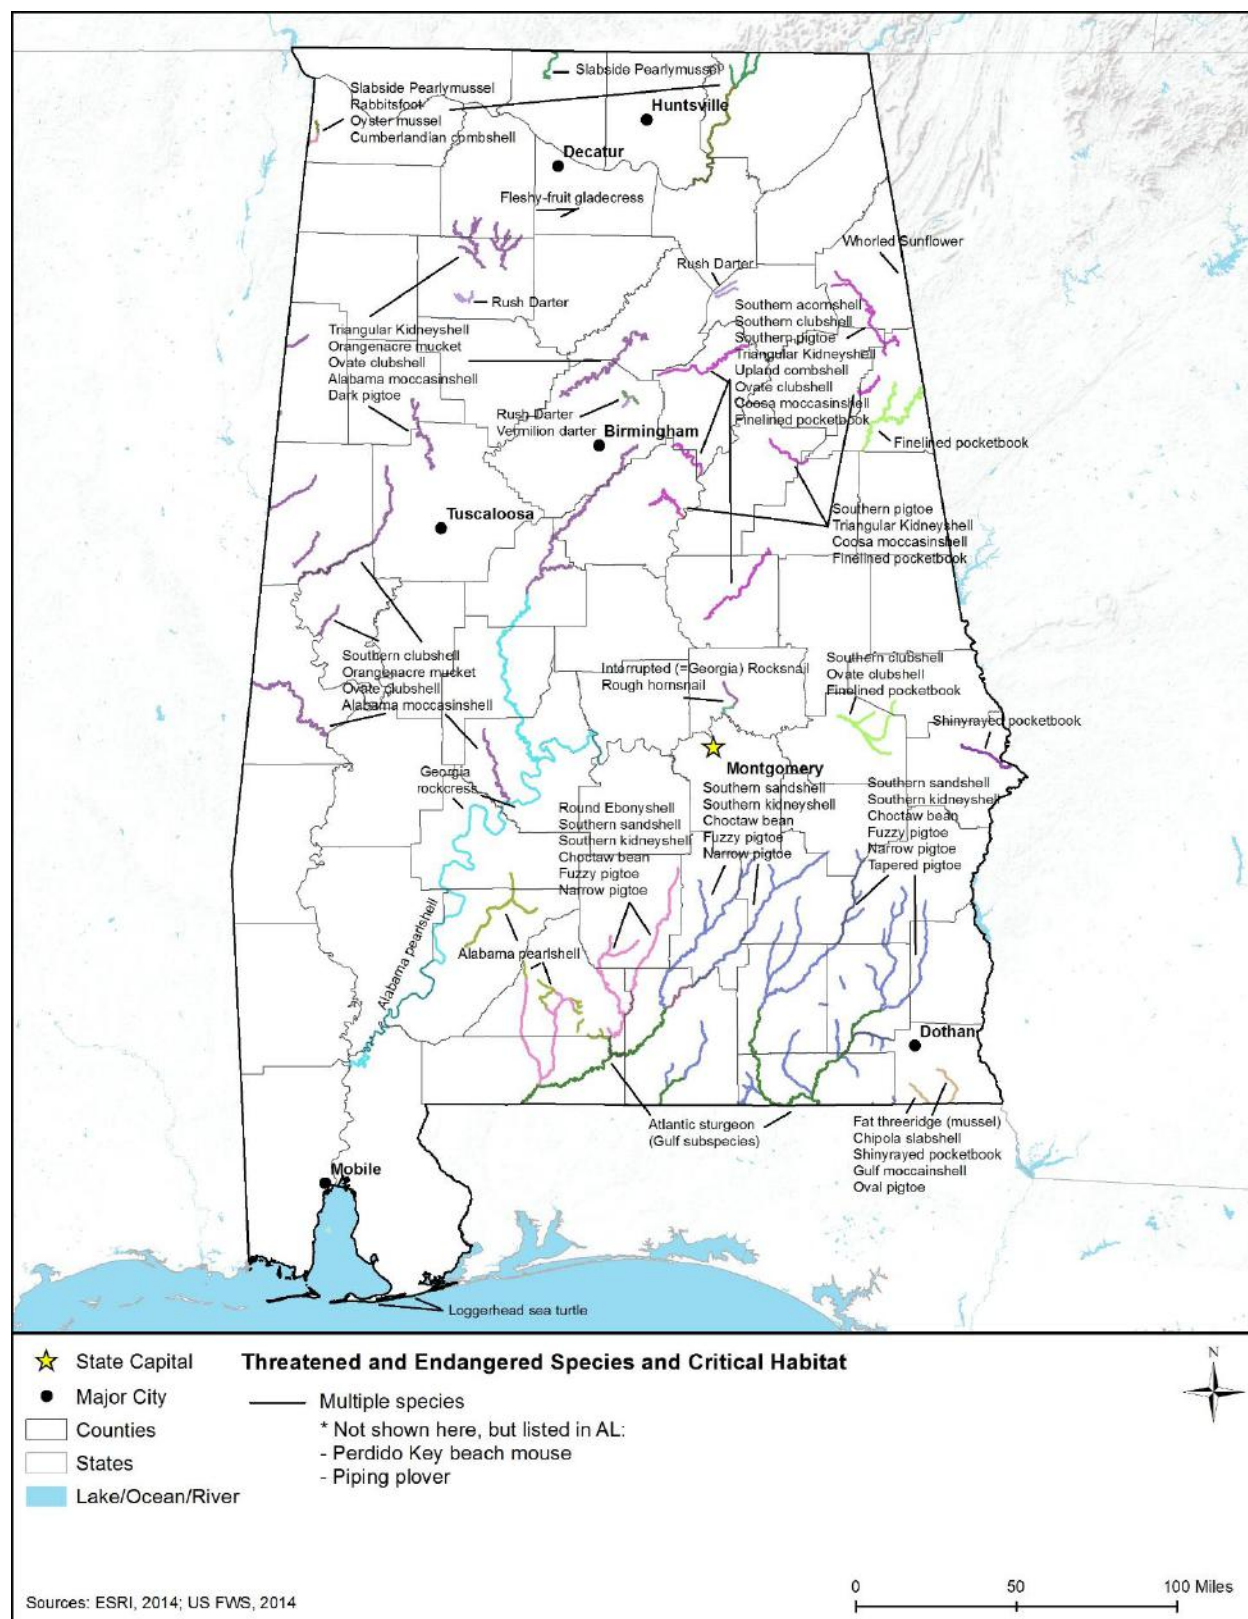 Slabside Pearlymussel
Slabside Pearlymussel
Rabbitsfoot
Oyster mussel
Cumberlandian combshell
Huntsville
Decatur
Fleshy-fruit gladecress
Whorled Sunflower
Rush Darter
Rush Darter
Southern acornshell
Southern clubshell
Southern pigtoe
Triangular Kidneyshell
Upland combshell
Ovate clubshell
Coosa moccasinshell
Finelined pocketbook
Triangular Kidneyshell
Orangenacre mucket
Ovate clubshell
Alabama moccasinshell
Dark pigtoe
Rush Darter
Vermilion darter
Birmingham
Finelined pocketbook
Tuscaloosa
Southern pigtoe
Triangular Kidneyshell
Coosa moccasinshell
Finelined pocketbook
Southern clubshell
Orangenacre mucket
Ovate clubshell
Alabama moccasinshell
Interrupted (=Georgia) Rocksnail
Rough hornsnail
Southern clubshell
Ovate clubshell
Finelined pocketbook
Shinyrayed pocketbook
Montgomery
Georgia
rockcress
Round Ebonyshell
Southern sandshell
Southern kidneyshell
Choctaw bean
Fuzzy pigtoe
Narrow pigtoe
Southern sandshell
Southern kidneyshell
Choctaw bean
Fuzzy pigtoe
Narrow pigtoe
Southern sandshell
Southern kidneyshell
Choctaw bean
Fuzzy pigtoe
Narrow pigtoe
Tapered pigtoe
Alabama pearlshell
Alabama pearlshell
Dothan
Atlantic sturgeon
(Gulf subspecies)
Fat threeridge (mussel)
Chipola slabshell
Shinyrayed pocketbook
Gulf moccainshell
Oval pigtoe
Mobile
Loggerhead sea turtle
State Capital
Major City
Counties
States
Lake/Ocean/River
Threatened and Endangered Species and Critical Habitat
Multiple species
* Not shown here, but listed in AL:
- Perdido Key beach mouse
- Piping plover
N
Sources: ESRI, 2014; US FWS, 2014
0 50 100 Miles